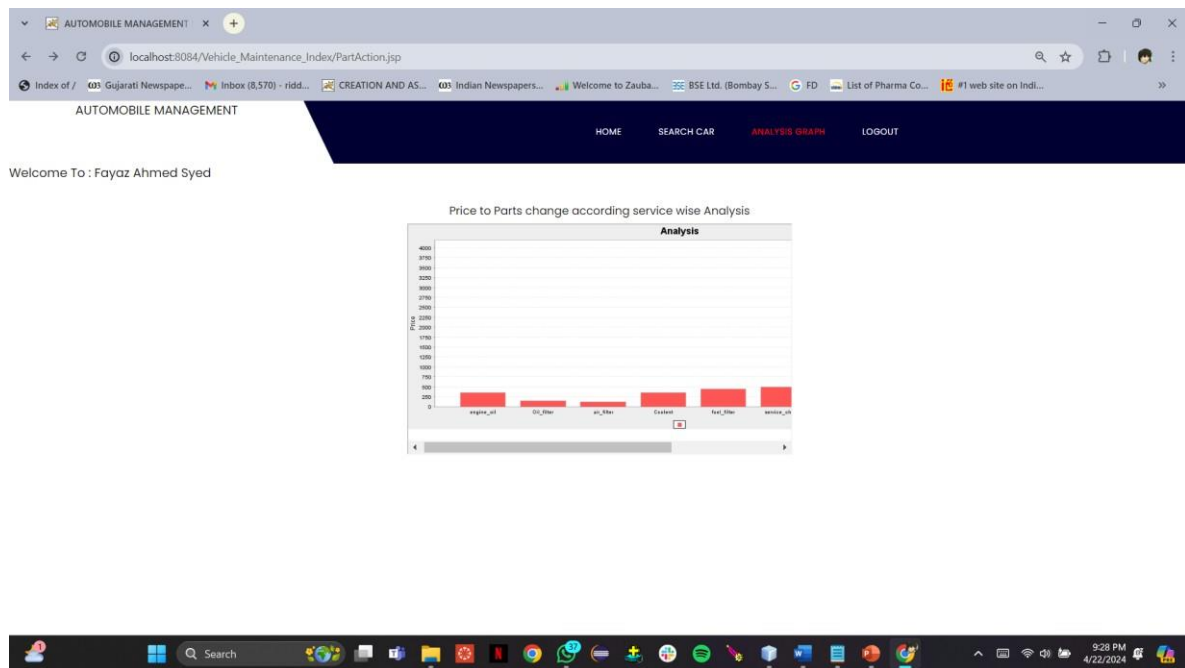 AUTOMOBILE MANAGEMENT
localhost:8084/Vehicle_Maintenance_Index/PartAction.jsp
Index of / Gujarati Newspape... Inbox (8,570) - ridd... CREATION AND AS... Indian Newspapers... Welcome to Zauba... BSE Ltd. (Bombay S... FD List of Pharma Co... #1 web site on Indi...
AUTOMOBILE MANAGEMENT
HOME SEARCH CAR ANALYSIS GRAPH LOGOUT
Welcome To : Fayaz Ahmed Syed
Price to Parts change according service wise Analysis
Analysis
4000
3750
3500
3250
3000
2750
2500
2250
2000
1750
1500
1250
1000
750
500
250
0
Price
engine_oil Oil_filter air_filter Coolent fuel_filter service_ch
Search
37
9:28 PM
4/22/2024